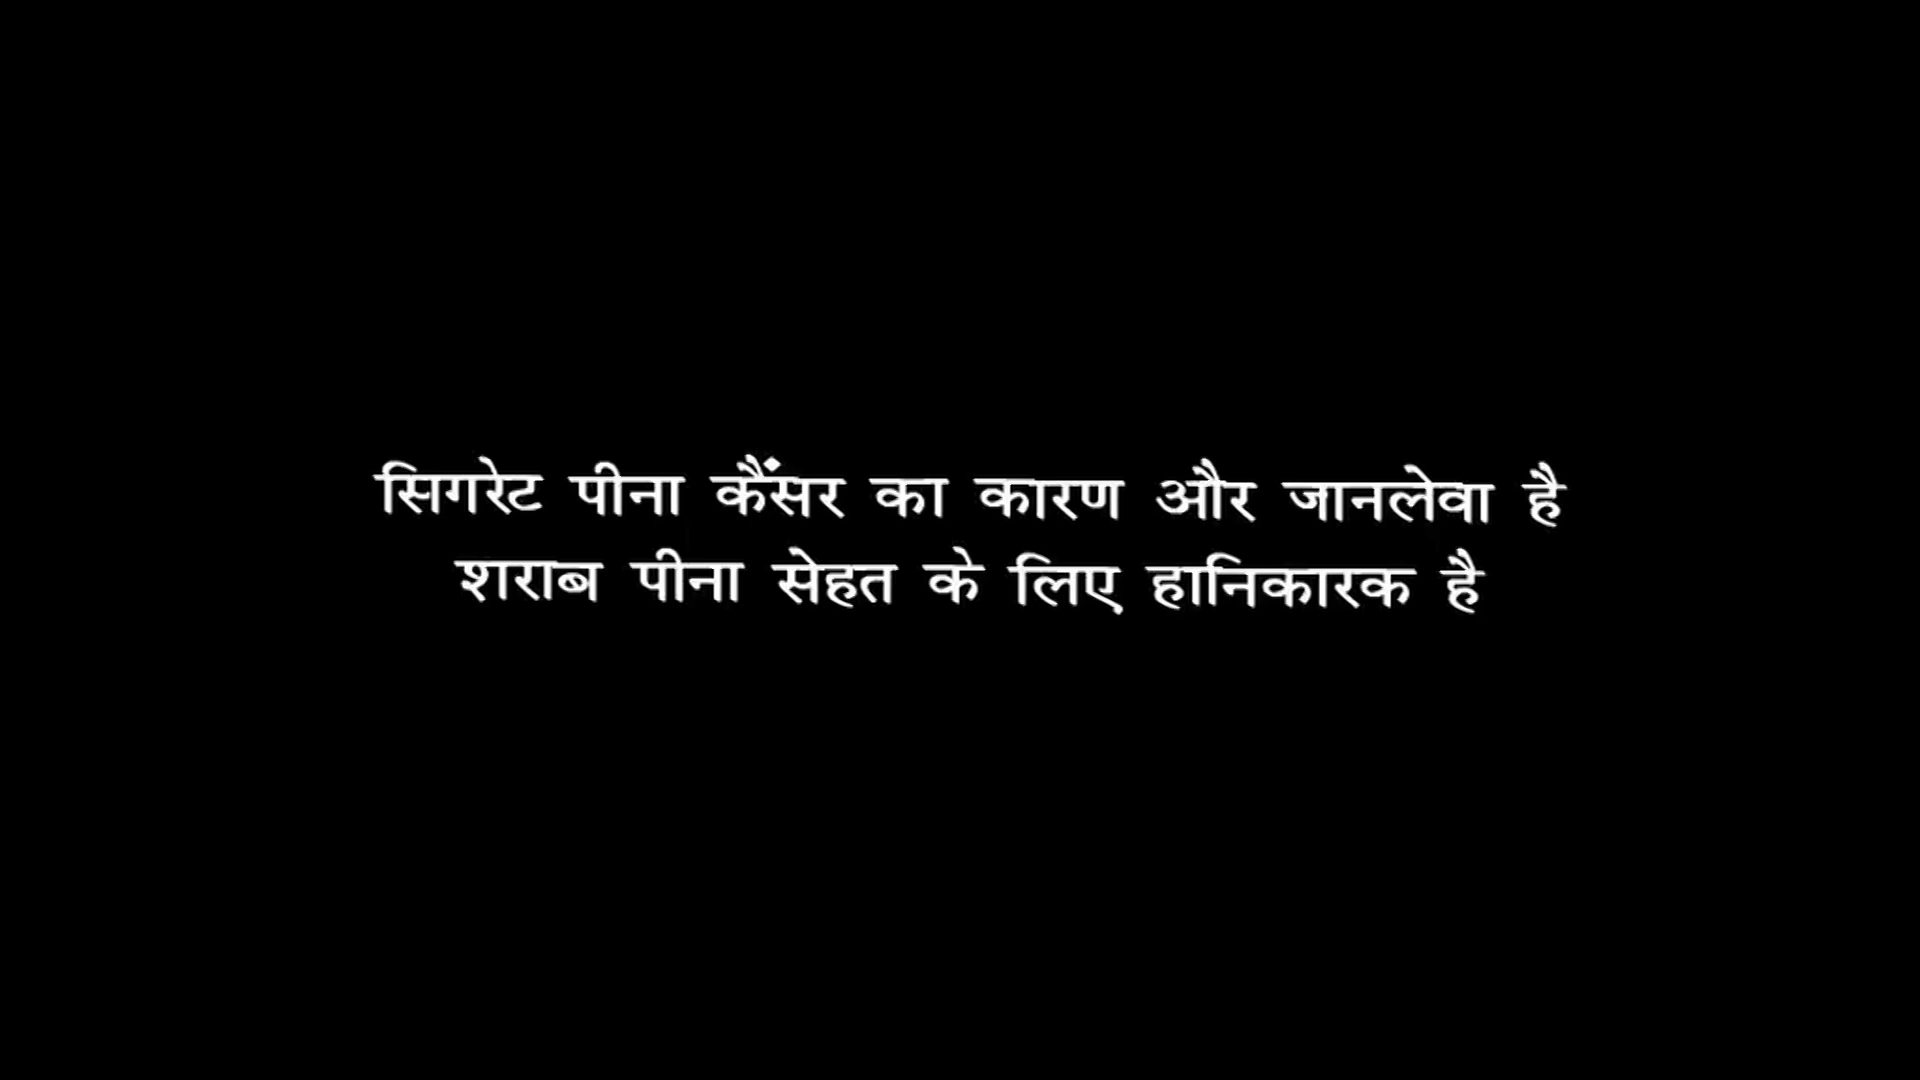 सिगरेट पीना कैंसर का कारण और जानलेवा है
शराब पीना सेहत के लिए हानिकारक है